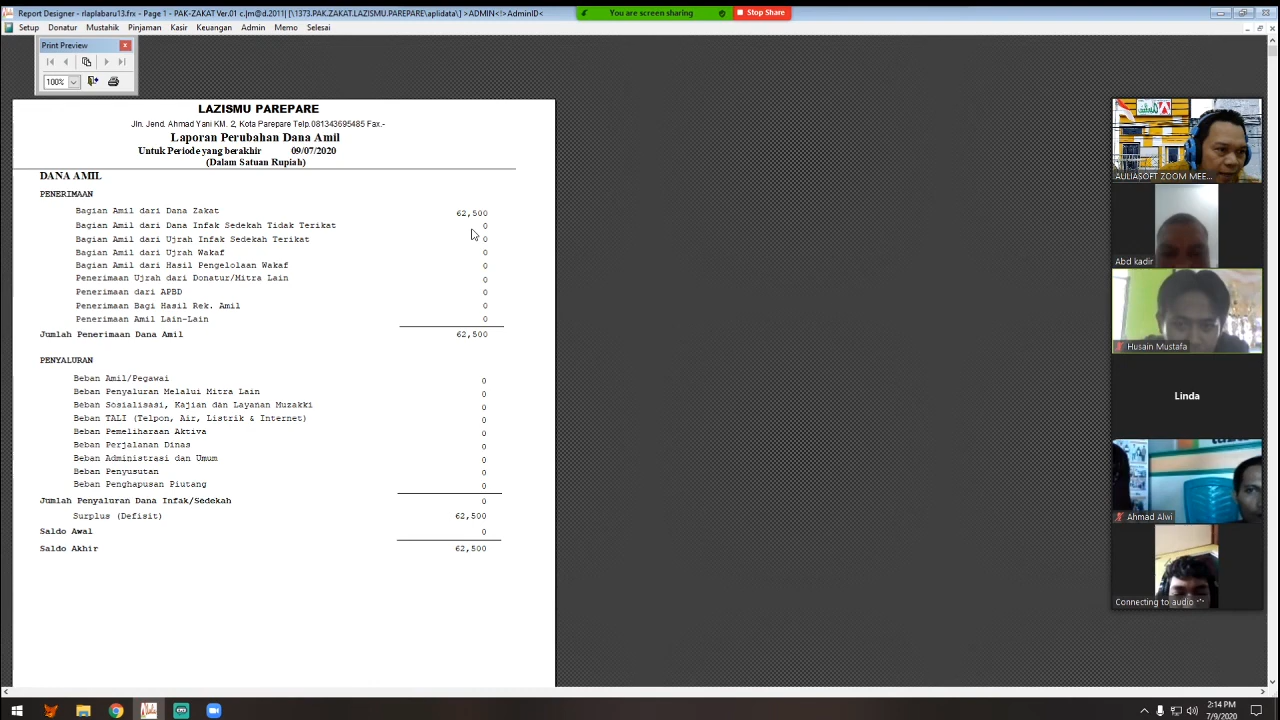 Report Designer - rlaplabaru13.frx - Page 1 - PAK-ZAKAT Ver.01 c.|m@d.2011| [\1373.PAK.ZAKAT.LAZISMU.PAREPARE\aplidata\] >ADMIN<!>AdminID<
You are screen sharing
Stop Share
Setup Donatur Mustahik Pinjaman Kasir Keuangan Admin Memo Selesai
Print Preview
100%
LAZISMU PAREPARE
Jln. Jend. Ahmad Yani KM. 2, Kota Parepare Telp.081343695485 Fax.-
Laporan Perubahan Dana Amil
Untuk Periode yang berakhir 09/07/2020
(Dalam Satuan Rupiah)
DANA AMIL
PENERIMAAN
Bagian Amil dari Dana Zakat 62,500
Bagian Amil dari Dana Infak Sedekah Tidak Terikat 0
Bagian Amil dari Ujrah Infak Sedekah Terikat 0
Bagian Amil dari Ujrah Wakaf 0
Bagian Amil dari Hasil Pengelolaan Wakaf 0
Penerimaan Ujrah dari Donatur/Mitra Lain 0
Penerimaan dari APBD 0
Penerimaan Bagi Hasil Rek. Amil 0
Penerimaan Amil Lain-Lain 0
Jumlah Penerimaan Dana Amil 62,500
PENYALURAN
Beban Amil/Pegawai 0
Beban Penyaluran Melalui Mitra Lain 0
Beban Sosialisasi, Kajian dan Layanan Muzakki 0
Beban TALI (Telpon, Air, Listrik & Internet) 0
Beban Pemeliharaan Aktiva 0
Beban Perjalanan Dinas 0
Beban Administrasi dan Umum 0
Beban Penyusutan 0
Beban Penghapusan Piutang 0
Jumlah Penyaluran Dana Infak/Sedekah 0
Surplus (Defisit) 62,500
Saldo Awal 0
Saldo Akhir 62,500
AULIASOFT ZOOM MEE...
Abd kadir
Husain Mustafa
Linda
Ahmad Alwi
Connecting to audio
2:14 PM
7/9/2020